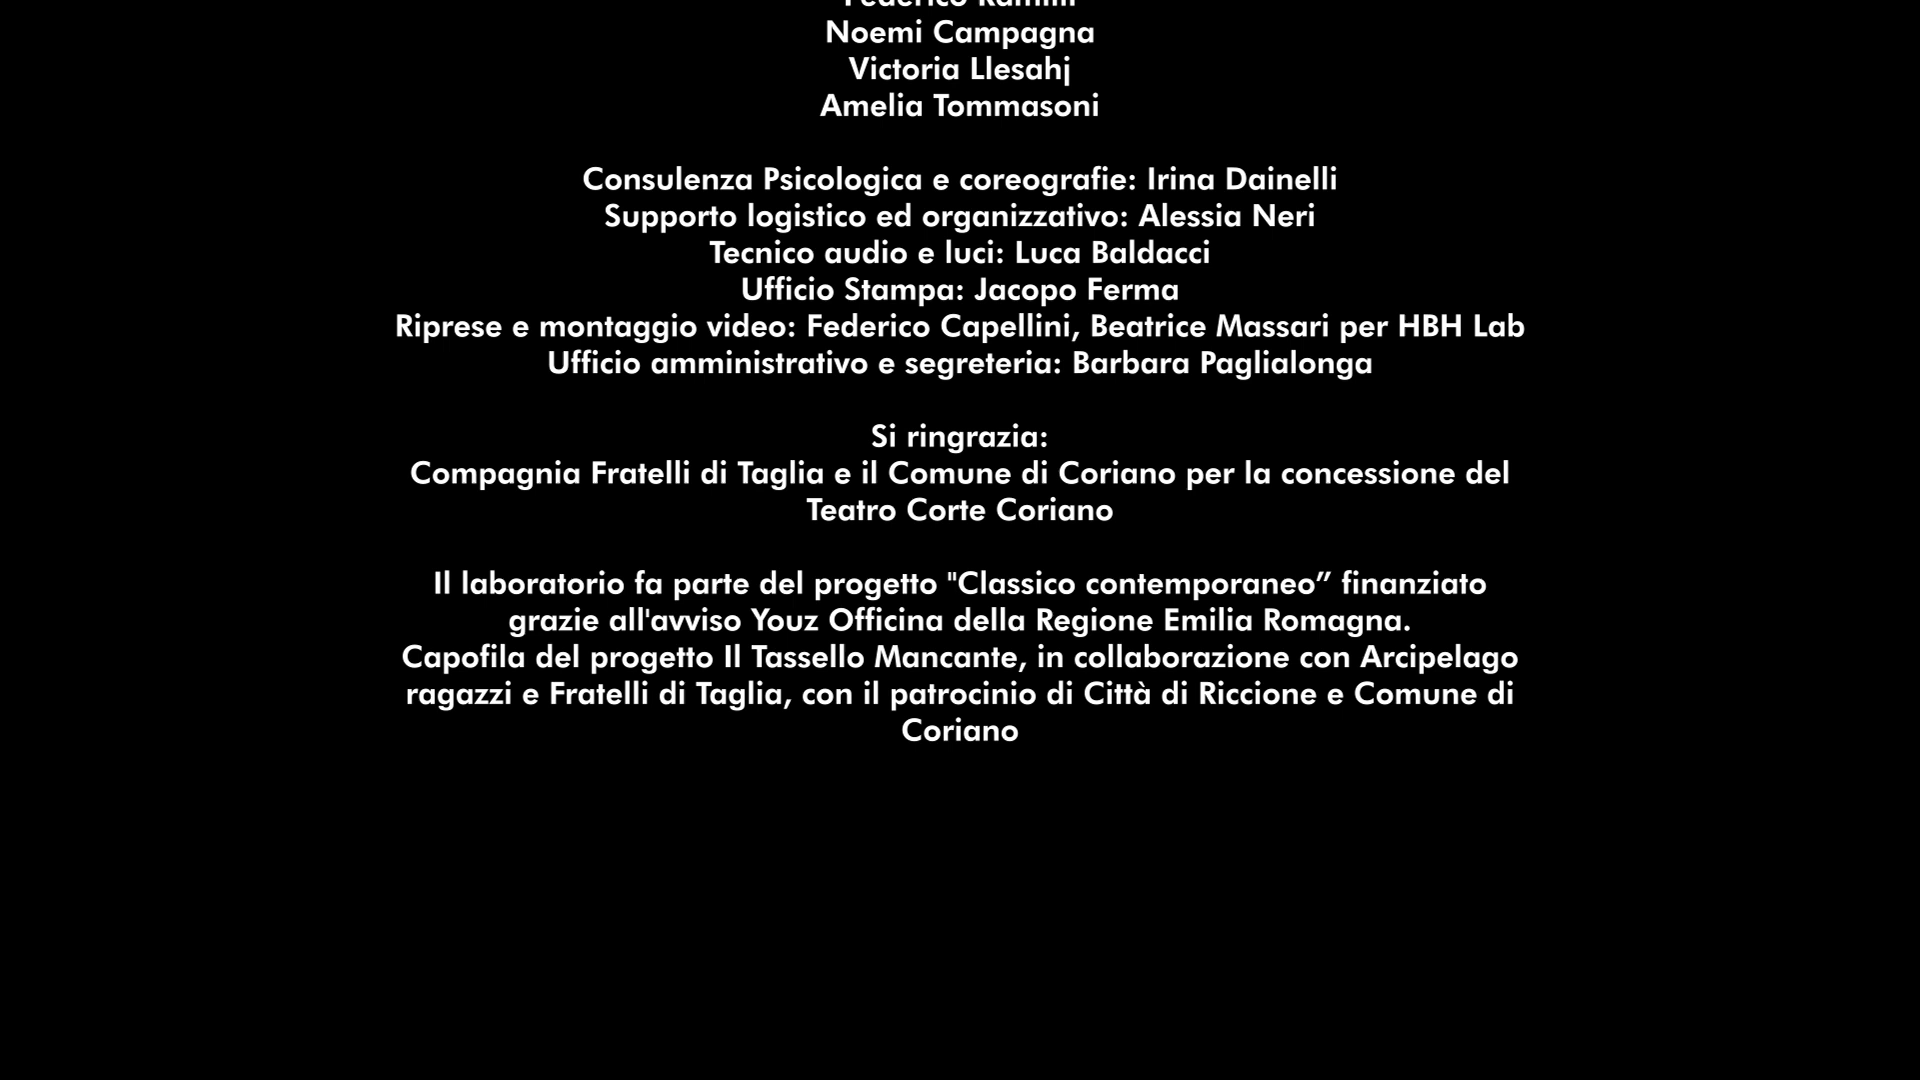 Federico
Noemi Campagna
Victoria Llesahj
Amelia Tommasoni
Consulenza Psicologica e coreografie: Irina Dainelli
Supporto logistico ed organizzativo: Alessia Neri
Tecnico audio e luci: Luca Baldacci
Ufficio Stampa: Jacopo Ferma
Riprese e montaggio video: Federico Capellini, Beatrice Massari per HBH Lab
Ufficio amministrativo e segreteria: Barbara Paglialonga
Si ringrazia:
Compagnia Fratelli di Taglia e il Comune di Coriano per la concessione del
Teatro Corte Coriano
Il laboratorio fa parte del progetto "Classico contemporaneo” finanziato
grazie all'avviso Youz Officina della Regione Emilia Romagna.
Capofila del progetto Il Tassello Mancante, in collaborazione con Arcipelago
ragazzi e Fratelli di Taglia, con il patrocinio di Città di Riccione e Comune di
Coriano